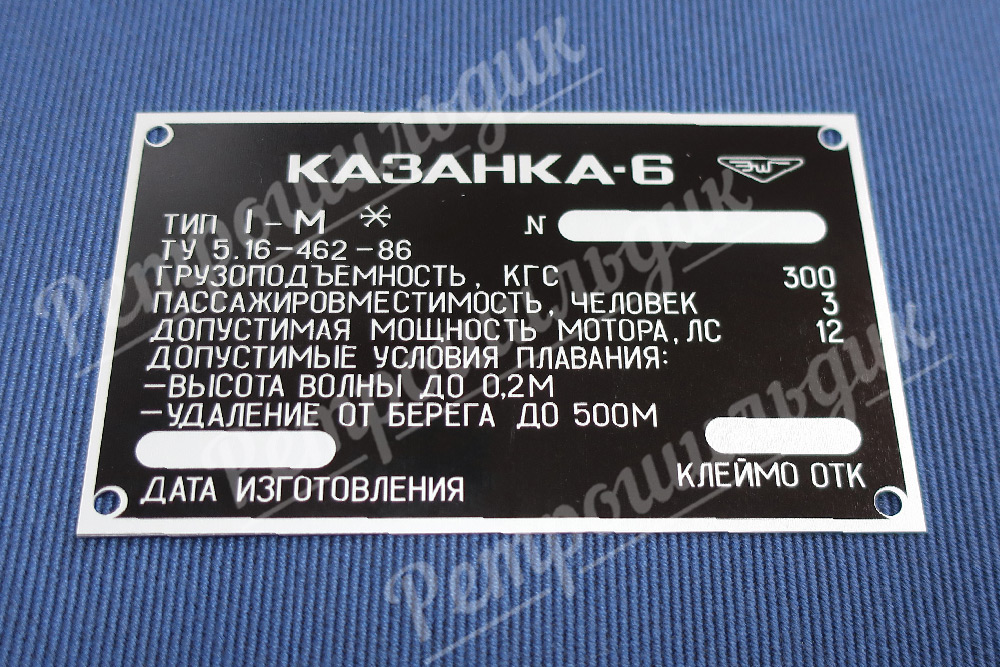 КАЗАНКА-6
ТИП I-М Ж N
ТУ 5.16-462-86
ГРУЗОПОДЪЕМНОСТЬ, КГС 300
ПАССАЖИРОВМЕСТИМОСТЬ, ЧЕЛОВЕК 3
ДОПУСТИМАЯ МОЩНОСТЬ МОТОРА, ЛС 12
ДОПУСТИМЫЕ УСЛОВИЯ ПЛАВАНИЯ:
-ВЫСОТА ВОЛНЫ ДО 0,2М
-УДАЛЕНИЕ ОТ БЕРЕГА ДО 500М
ДАТА ИЗГОТОВЛЕНИЯ
КЛЕЙМО ОТК
Ретрошильдик
Ретрошильдик
Ретрошильдик